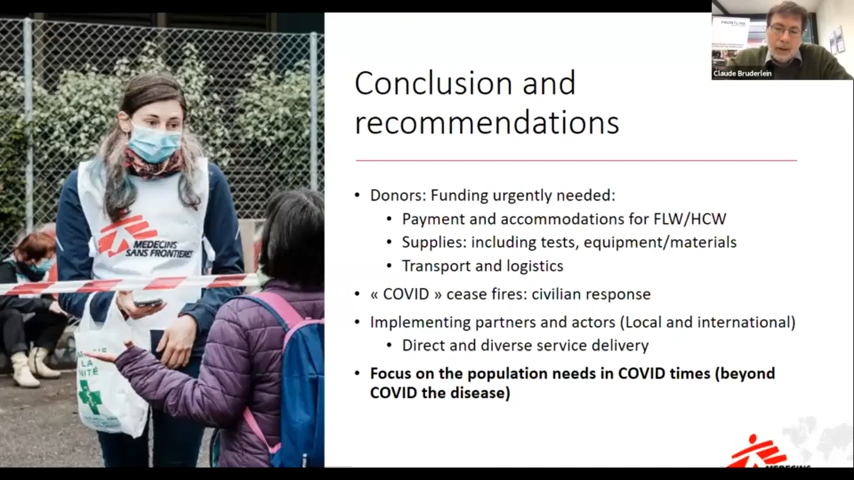 Conclusion and
recommendations
• Donors: Funding urgently needed:
• Payment and accommodations for FLW/HCW
• Supplies: including tests, equipment/materials
• Transport and logistics
• « COVID » cease fires: civilian response
• Implementing partners and actors (Local and international)
• Direct and diverse service delivery
• Focus on the population needs in COVID times (beyond
COVID the disease)
MEDECINS
SANS FRONTIERES
LA
Claude Bruderlein
MEDECINS